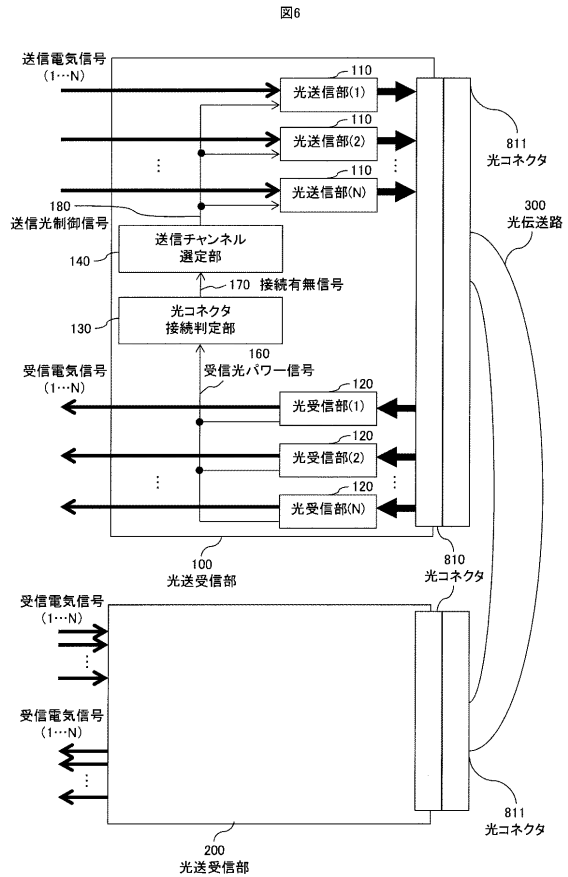 図6
送信電気信号
(1…N)
110
光送信部(1)
110
光送信部(2)
110
光送信部(N)
811
光コネクタ
300
光伝送路
180
送信光制御信号
送信チャンネル
選定部
140
170 接続有無信号
光コネクタ
接続判定部
130
160
受信光パワー信号
受信電気信号
(1…N)
120
光受信部(1)
120
光受信部(2)
120
光受信部(N)
100
光送受信部
810
光コネクタ
受信電気信号
(1…N)
受信電気信号
(1…N)
811
光コネクタ
200
光送受信部